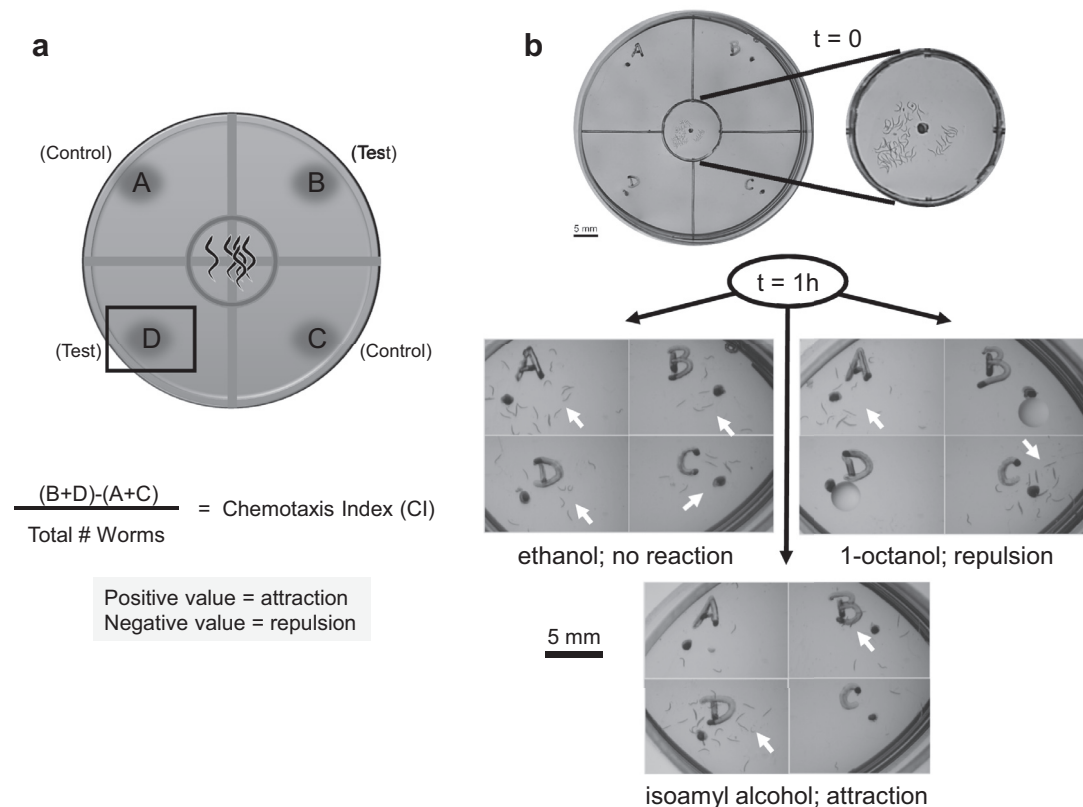 a
(Control)
(Test)
A
B
D
C
(Test)
(Control)
(B+D)-(A+C)
Total # Worms
= Chemotaxis Index (CI)
Positive value = attraction
Negative value = repulsion
b
t = 0
A
B
D
C
5 mm
t = 1h
A
B
D
C
ethanol; no reaction
A
B
D
C
1-octanol; repulsion
5 mm
A
B
D
C
isoamyl alcohol; attraction